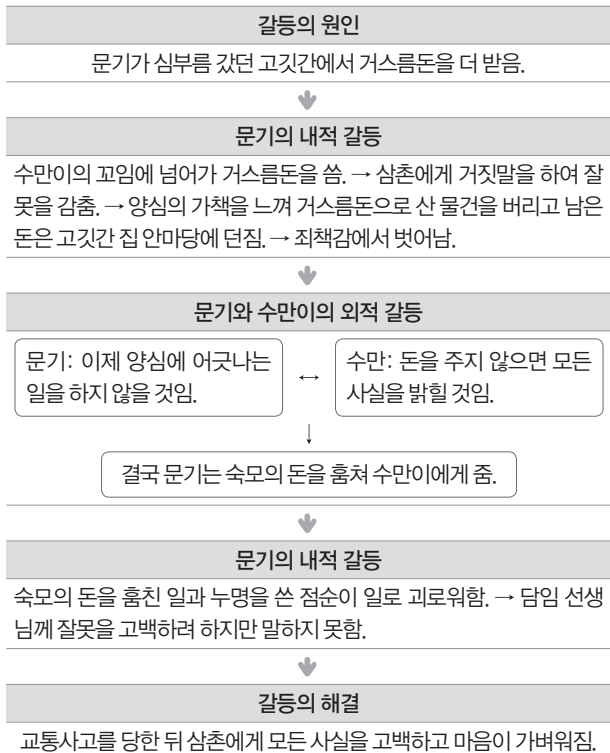 갈등의 원인
문기가 심부름 갔던 고깃간에서 거스름돈을 더 받음.
문기의 내적 갈등
수만이의 꼬임에 넘어가 거스름돈을 씀. → 삼촌에게 거짓말을 하여 잘
못을 감춤. → 양심의 가책을 느껴 거스름돈으로 산 물건을 버리고 남은
돈은 고깃간 집 안마당에 던짐. → 죄책감에서 벗어남.
문기와 수만이의 외적 갈등
문기: 이제 양심에 어긋나는
일을 하지 않을 것임.
↔
수만: 돈을 주지 않으면 모든
사실을 밝힐 것임.
결국 문기는 숙모의 돈을 훔쳐 수만이에게 줌.
문기의 내적 갈등
숙모의 돈을 훔친 일과 누명을 쓴 점순이 일로 괴로워함. → 담임 선생
님께 잘못을 고백하려 하지만 말하지 못함.
갈등의 해결
교통사고를 당한 뒤 삼촌에게 모든 사실을 고백하고 마음이 가벼워짐.